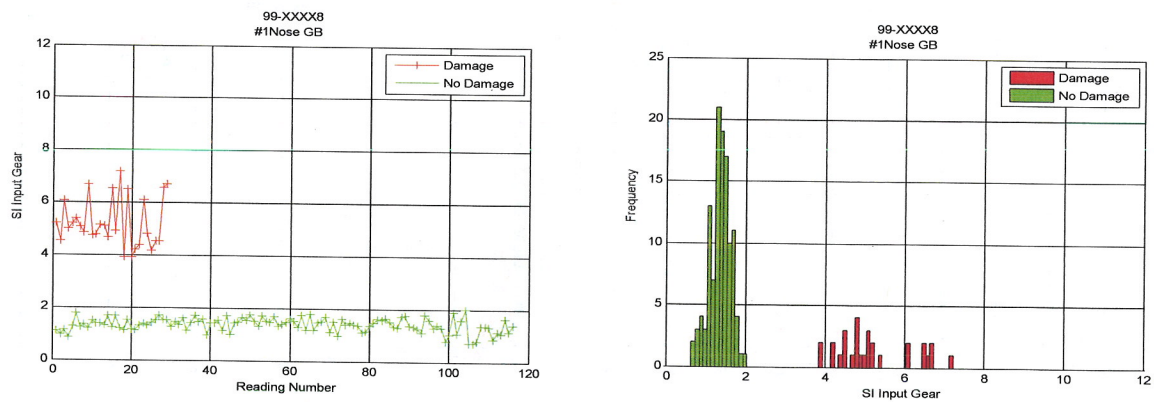 99-XXXX8
#1Nose GB
12
10
8
6
4
2
0
SI Input Gear
Damage
No Damage
0 20 40 60 80 100 120
Reading Number
99-XXXX8
#1Nose GB
25
20
15
10
5
0
Frequency
Damage
No Damage
0 2 4 6 8 10 12
SI Input Gear